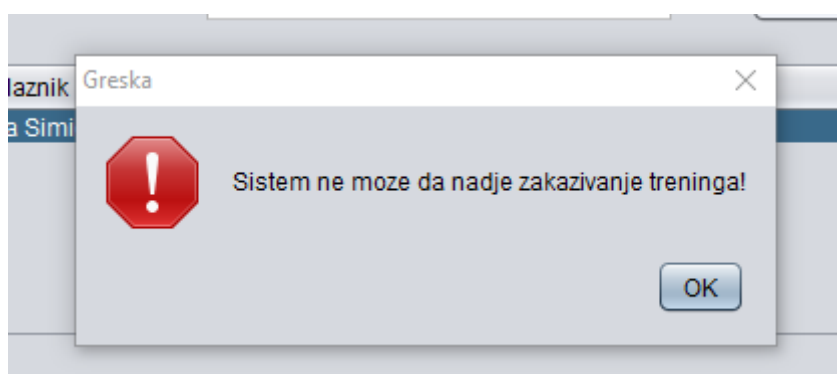 Greska
laznik
a Simi
Sistem ne moze da nadje zakazivanje treninga!
OK